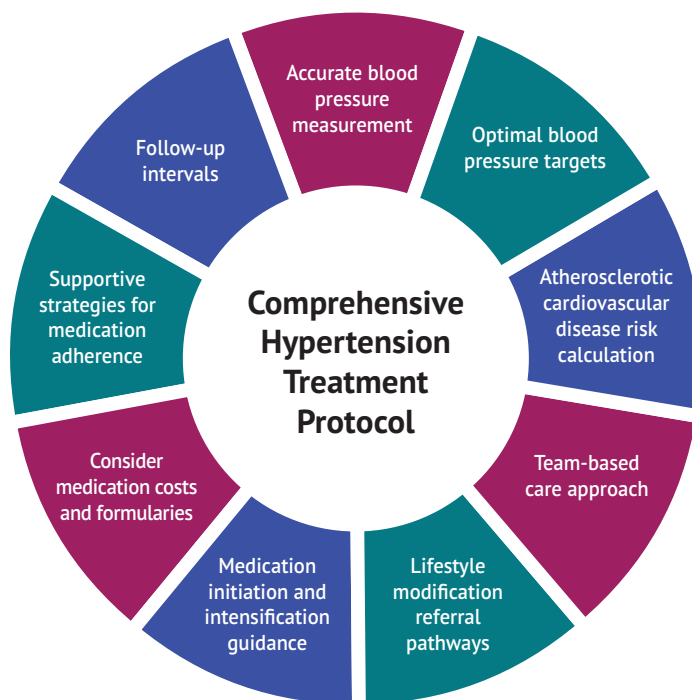 Accurate blood
pressure
measurement
Optimal blood
pressure targets
Atherosclerotic
cardiovascular
disease risk
calculation
Team-based
care approach
Lifestyle
modification
referral
pathways
Medication
initiation and
intensification
guidance
Consider
medication costs
and formularies
Supportive
strategies for
medication
adherence
Follow-up
intervals
Comprehensive
Hypertension
Treatment
Protocol